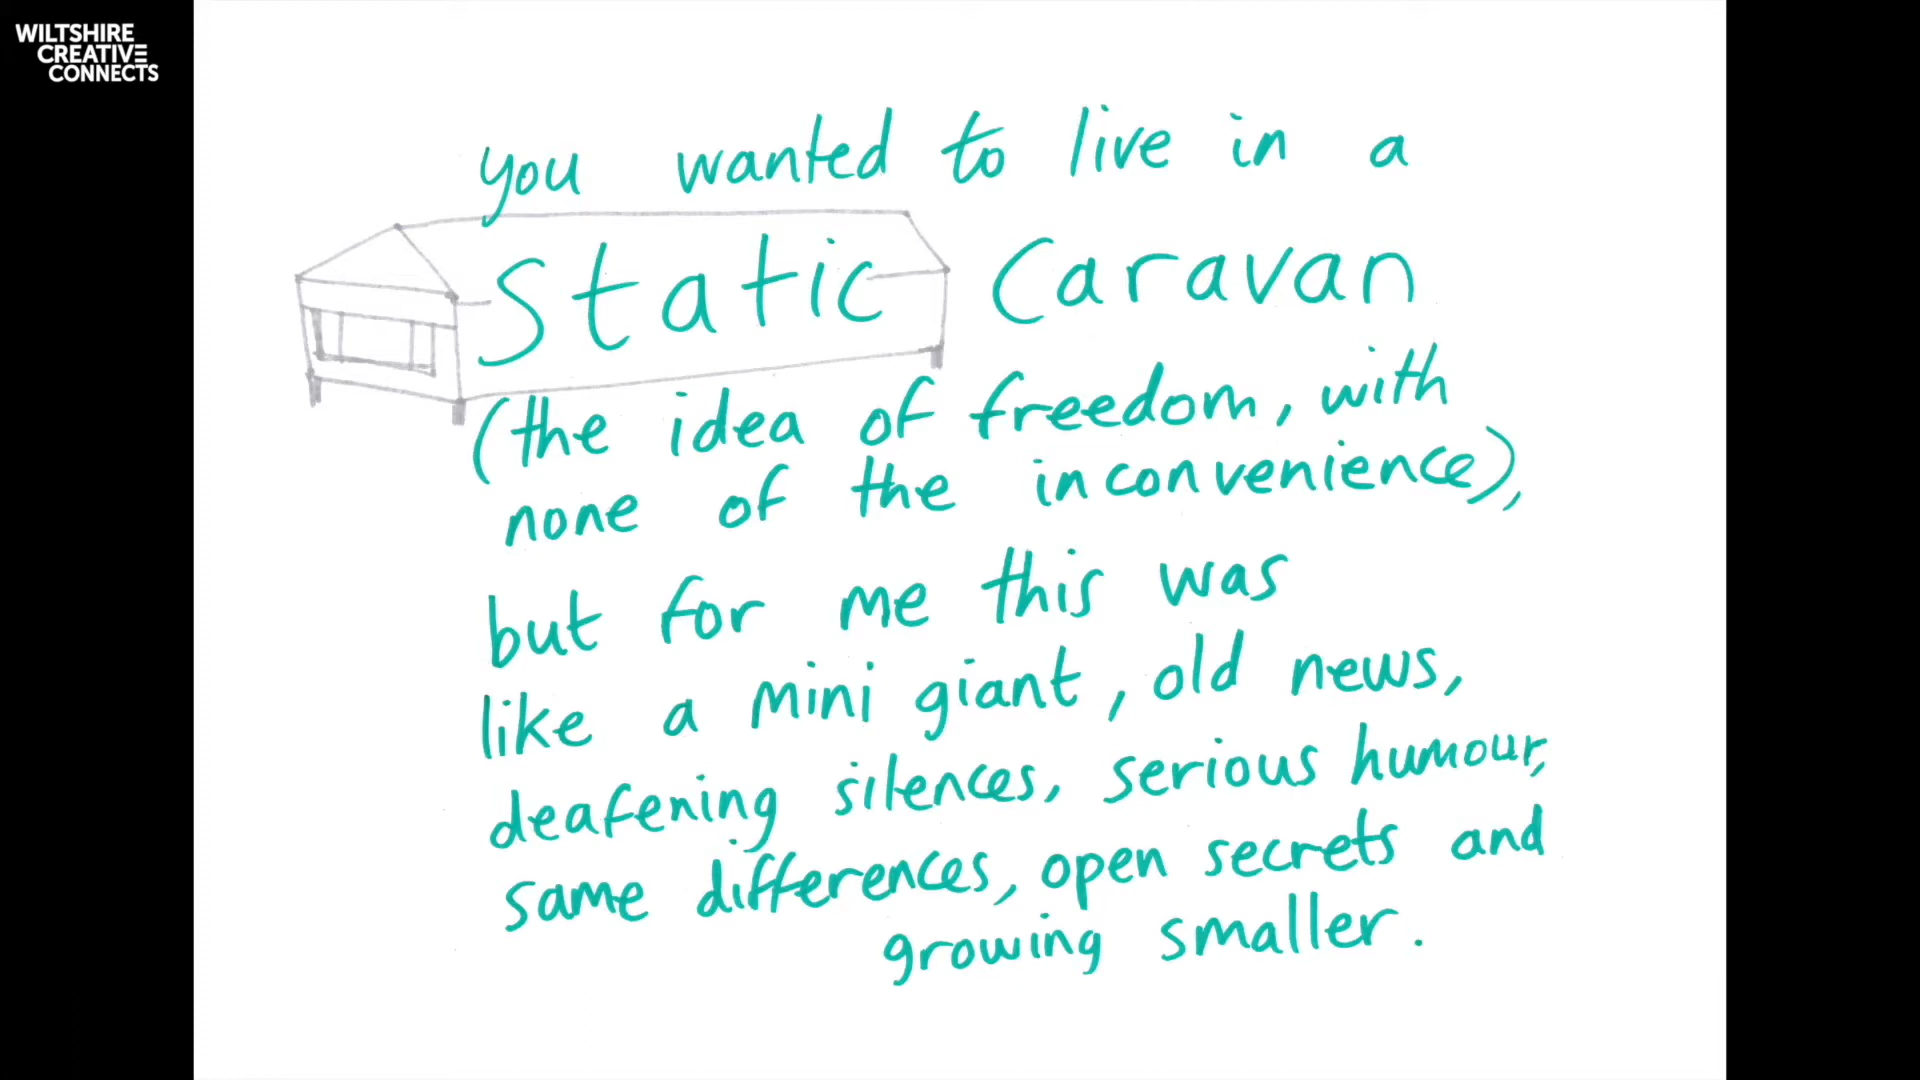 WILTSHIRE
CREATIVE
CONNECTS
you wanted to live in a
Static Caravan
(the idea of freedom, with
none of the inconvenience),
but for me this was
like a mini giant, old news,
deafening silences, serious humour,
same differences, open secrets and
growing smaller.